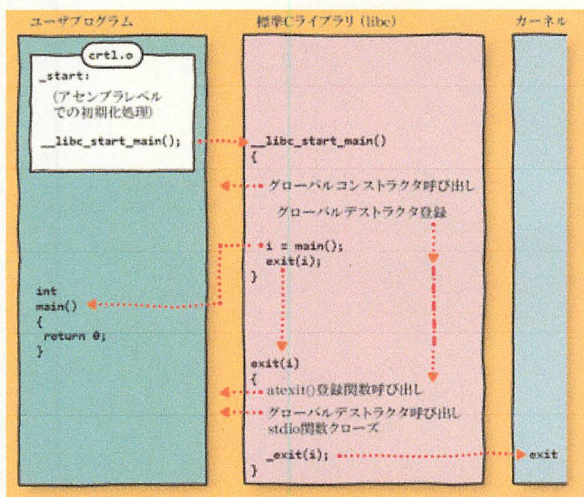 ユーザプログラム
標準Cライブラリ (libc)
カーネル
crt1.o
_start:
(アセンブラレベル
での初期化処理)
__libc_start_main();
__libc_start_main()
{
グローバルコンストラクタ呼び出し
グローバルデストラクタ登録
i = main();
exit(i);
}
int
main()
{
return 0;
}
exit(i)
{
atexit()登録関数呼び出し
グローバルデストラクタ呼び出し
stdio関数クローズ
_exit(i);
}
exit